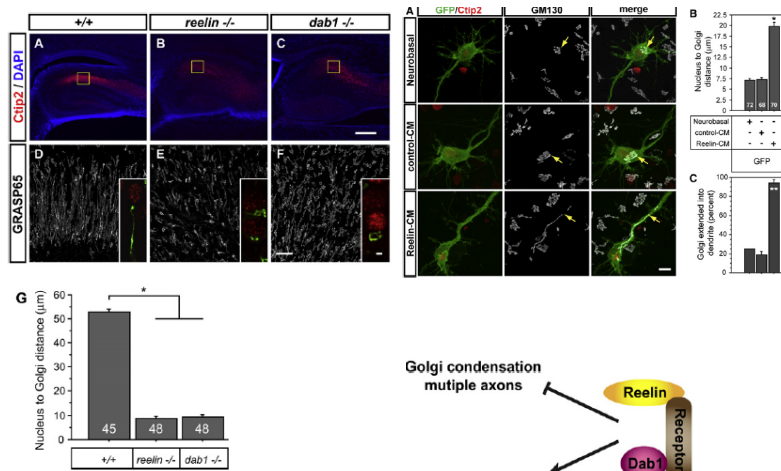 +/+
reelin -/-
dab1 -/-
Ctip2 / DAPI
A
B
C
GRASP65
D
E
F
G
Nucleus to Golgi distance (μm)
60
50
40
30
20
10
0
*
45
48
48
+/+
reelin -/-
dab1 -/-
A
GFP/Ctip2
GM130
merge
Neurobasal
control-CM
Reelin-CM
B
Nucleus to Golgi
distance (μm)
22.5
20
17.5
15
12.5
10
7.5
5
2.5
0
*
72
68
79
Neurobasal
+
control-CM
+
Reelin-CM
+
GFP
C
Golgi extended into
dendrite (percent)
100
80
60
40
20
0
**
Golgi condensation
mutiple axons
Reelin
Receptor
Dab1